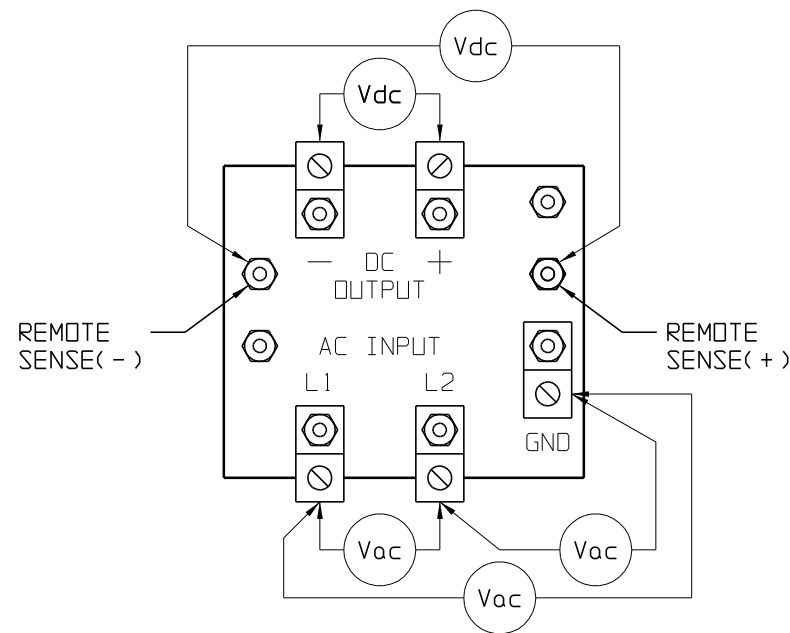 Vdc
Vdc
- DC +
OUTPUT
REMOTE
SENSE(-)
REMOTE
SENSE(+)
AC INPUT
L1 L2
GND
Vac
Vac
Vac